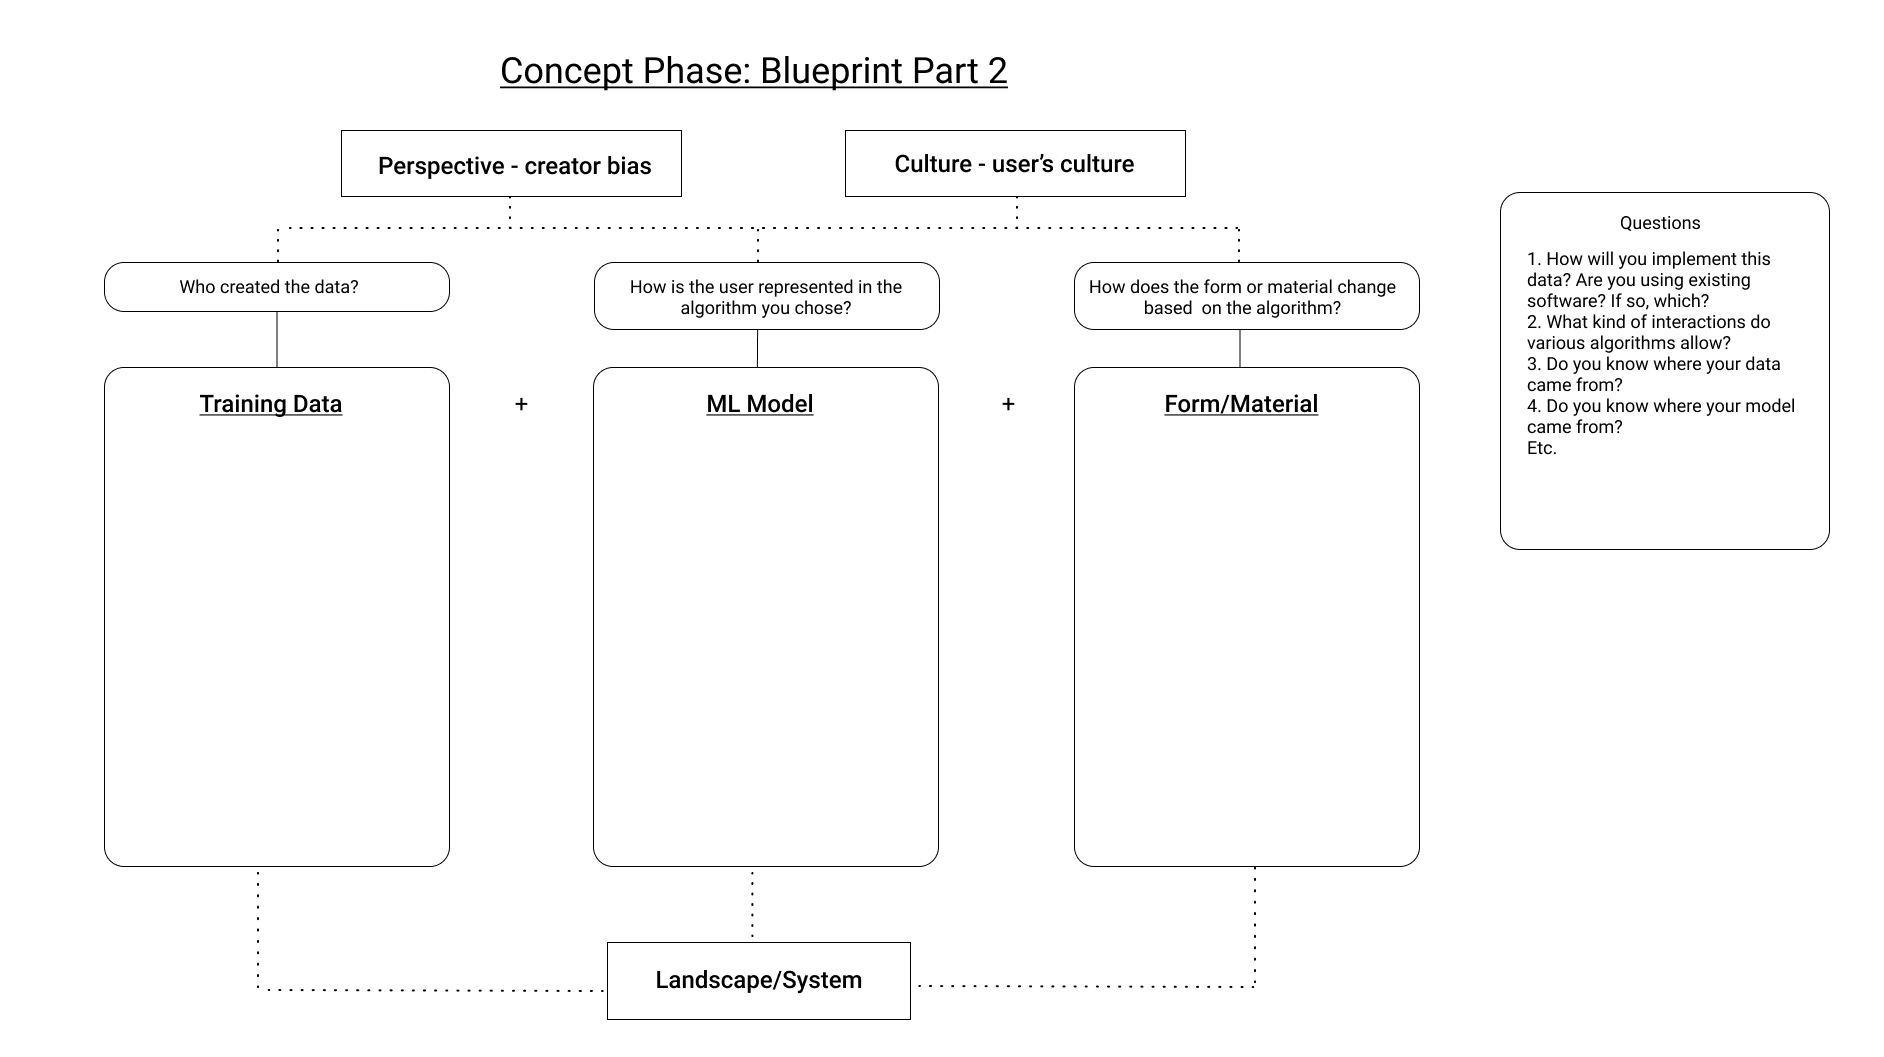 Concept Phase: Blueprint Part 2
Perspective - creator bias
Culture - user’s culture
Who created the data?
How is the user represented in the
algorithm you chose?
How does the form or material change
based  on the algorithm?
Training Data
+
ML Model
+
Form/Material
Landscape/System
Questions
1. How will you implement this
data? Are you using existing
software? If so, which?
2. What kind of interactions do
various algorithms allow?
3. Do you know where your data
came from?
4. Do you know where your model
came from?
Etc.